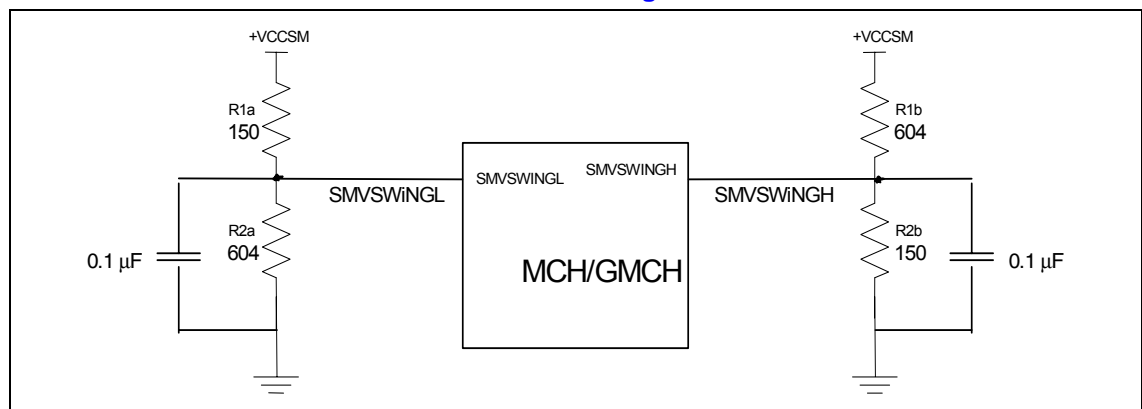 +VCCSM
+VCCSM
R1a
150
R1b
604
SMVSWINGL
SMVSWINGH
SMVSWiNGL
SMVSWiNGH
R2a
604
R2b
150
0.1 µF
MCH/GMCH
0.1 µF